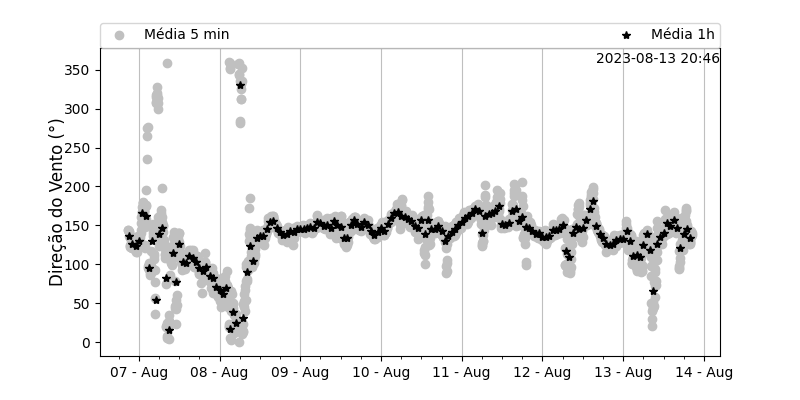 Média 5 min
Média 1h
2023-08-13 20:46
Direção do Vento (°)
350
300
250
200
150
100
50
0
07 - Aug
08 - Aug
09 - Aug
10 - Aug
11 - Aug
12 - Aug
13 - Aug
14 - Aug